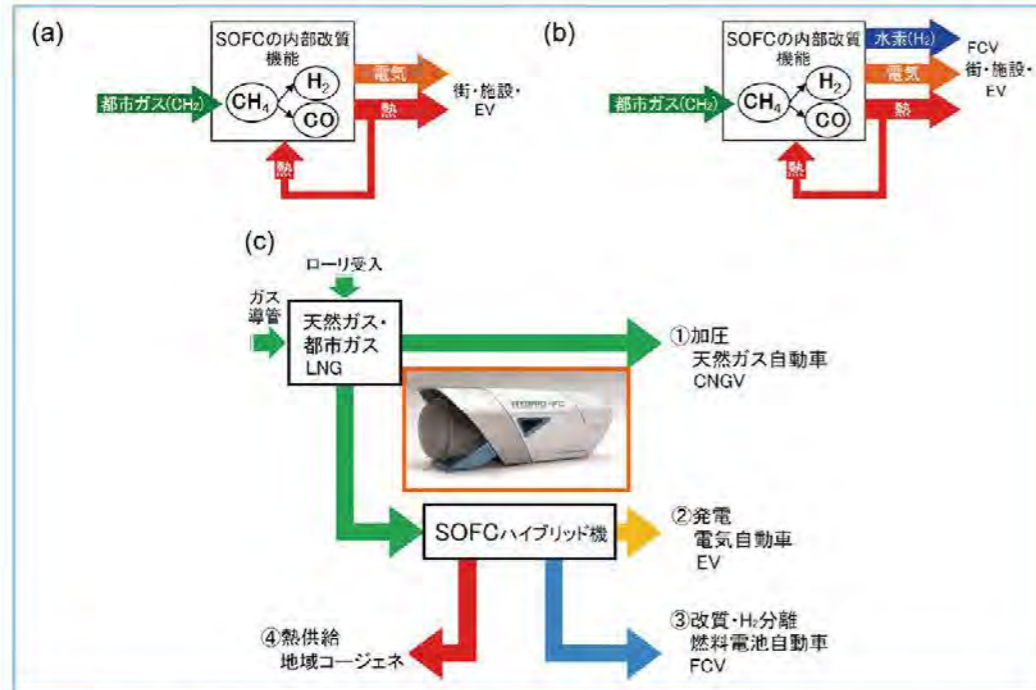 (a)
SOFCの内部改質
機能
都市ガス(CH₂)
CH₄
H₂
CO
電気
熱
熱
街・施設・
EV
(b)
SOFCの内部改質
機能
都市ガス(CH₂)
CH₄
H₂
CO
水素(H₂)
電気
熱
熱
FCV
街・施設・
EV
(c)
ローリ受入
ガス
導管
天然ガス・
都市ガス
LNG
①加圧
天然ガス自動車
CNGV
SOFCハイブリッド機
②発電
電気自動車
EV
③改質・H₂分離
燃料電池自動車
FCV
④熱供給
地域コージェネ